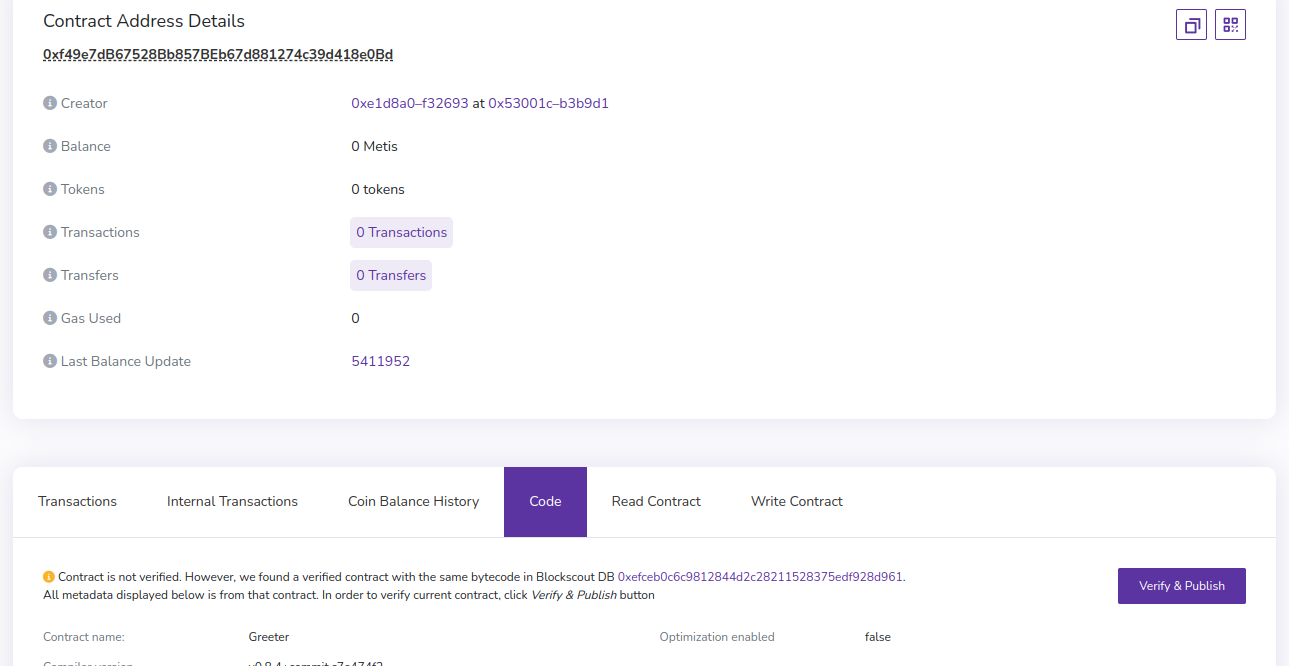 Contract Address Details
0xf49e7dB67528Bb857BEb67d881274c39d418e0Bd
Creator 0xe1d8a0–f32693 at 0x53001c–b3b9d1
Balance 0 Metis
Tokens 0 tokens
Transactions 0 Transactions
Transfers 0 Transfers
Gas Used 0
Last Balance Update 5411952
Transactions Internal Transactions Coin Balance History Code Read Contract Write Contract
Contract is not verified. However, we found a verified contract with the same bytecode in Blockscout DB 0xefceb0c6c9812844d2c28211528375edf928d961.
All metadata displayed below is from that contract. In order to verify current contract, click Verify & Publish button
Verify & Publish
Contract name: Greeter Optimization enabled false
Compiler version